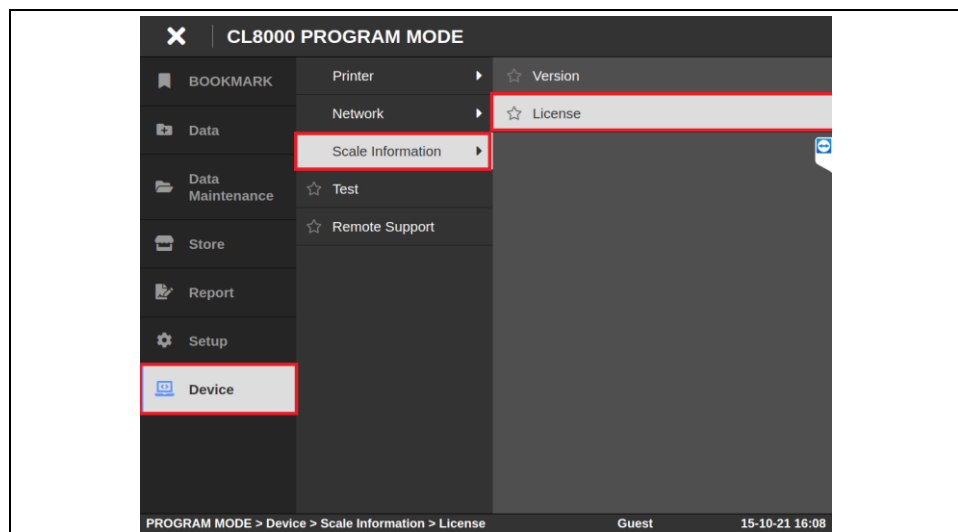 CL8000 PROGRAM MODE
BOOKMARK
Data
Data
Maintenance
Store
Report
Setup
Device
Printer
Network
Scale Information
Test
Remote Support
Version
License
PROGRAM MODE > Device > Scale Information > License
Guest
15-10-21 16:08